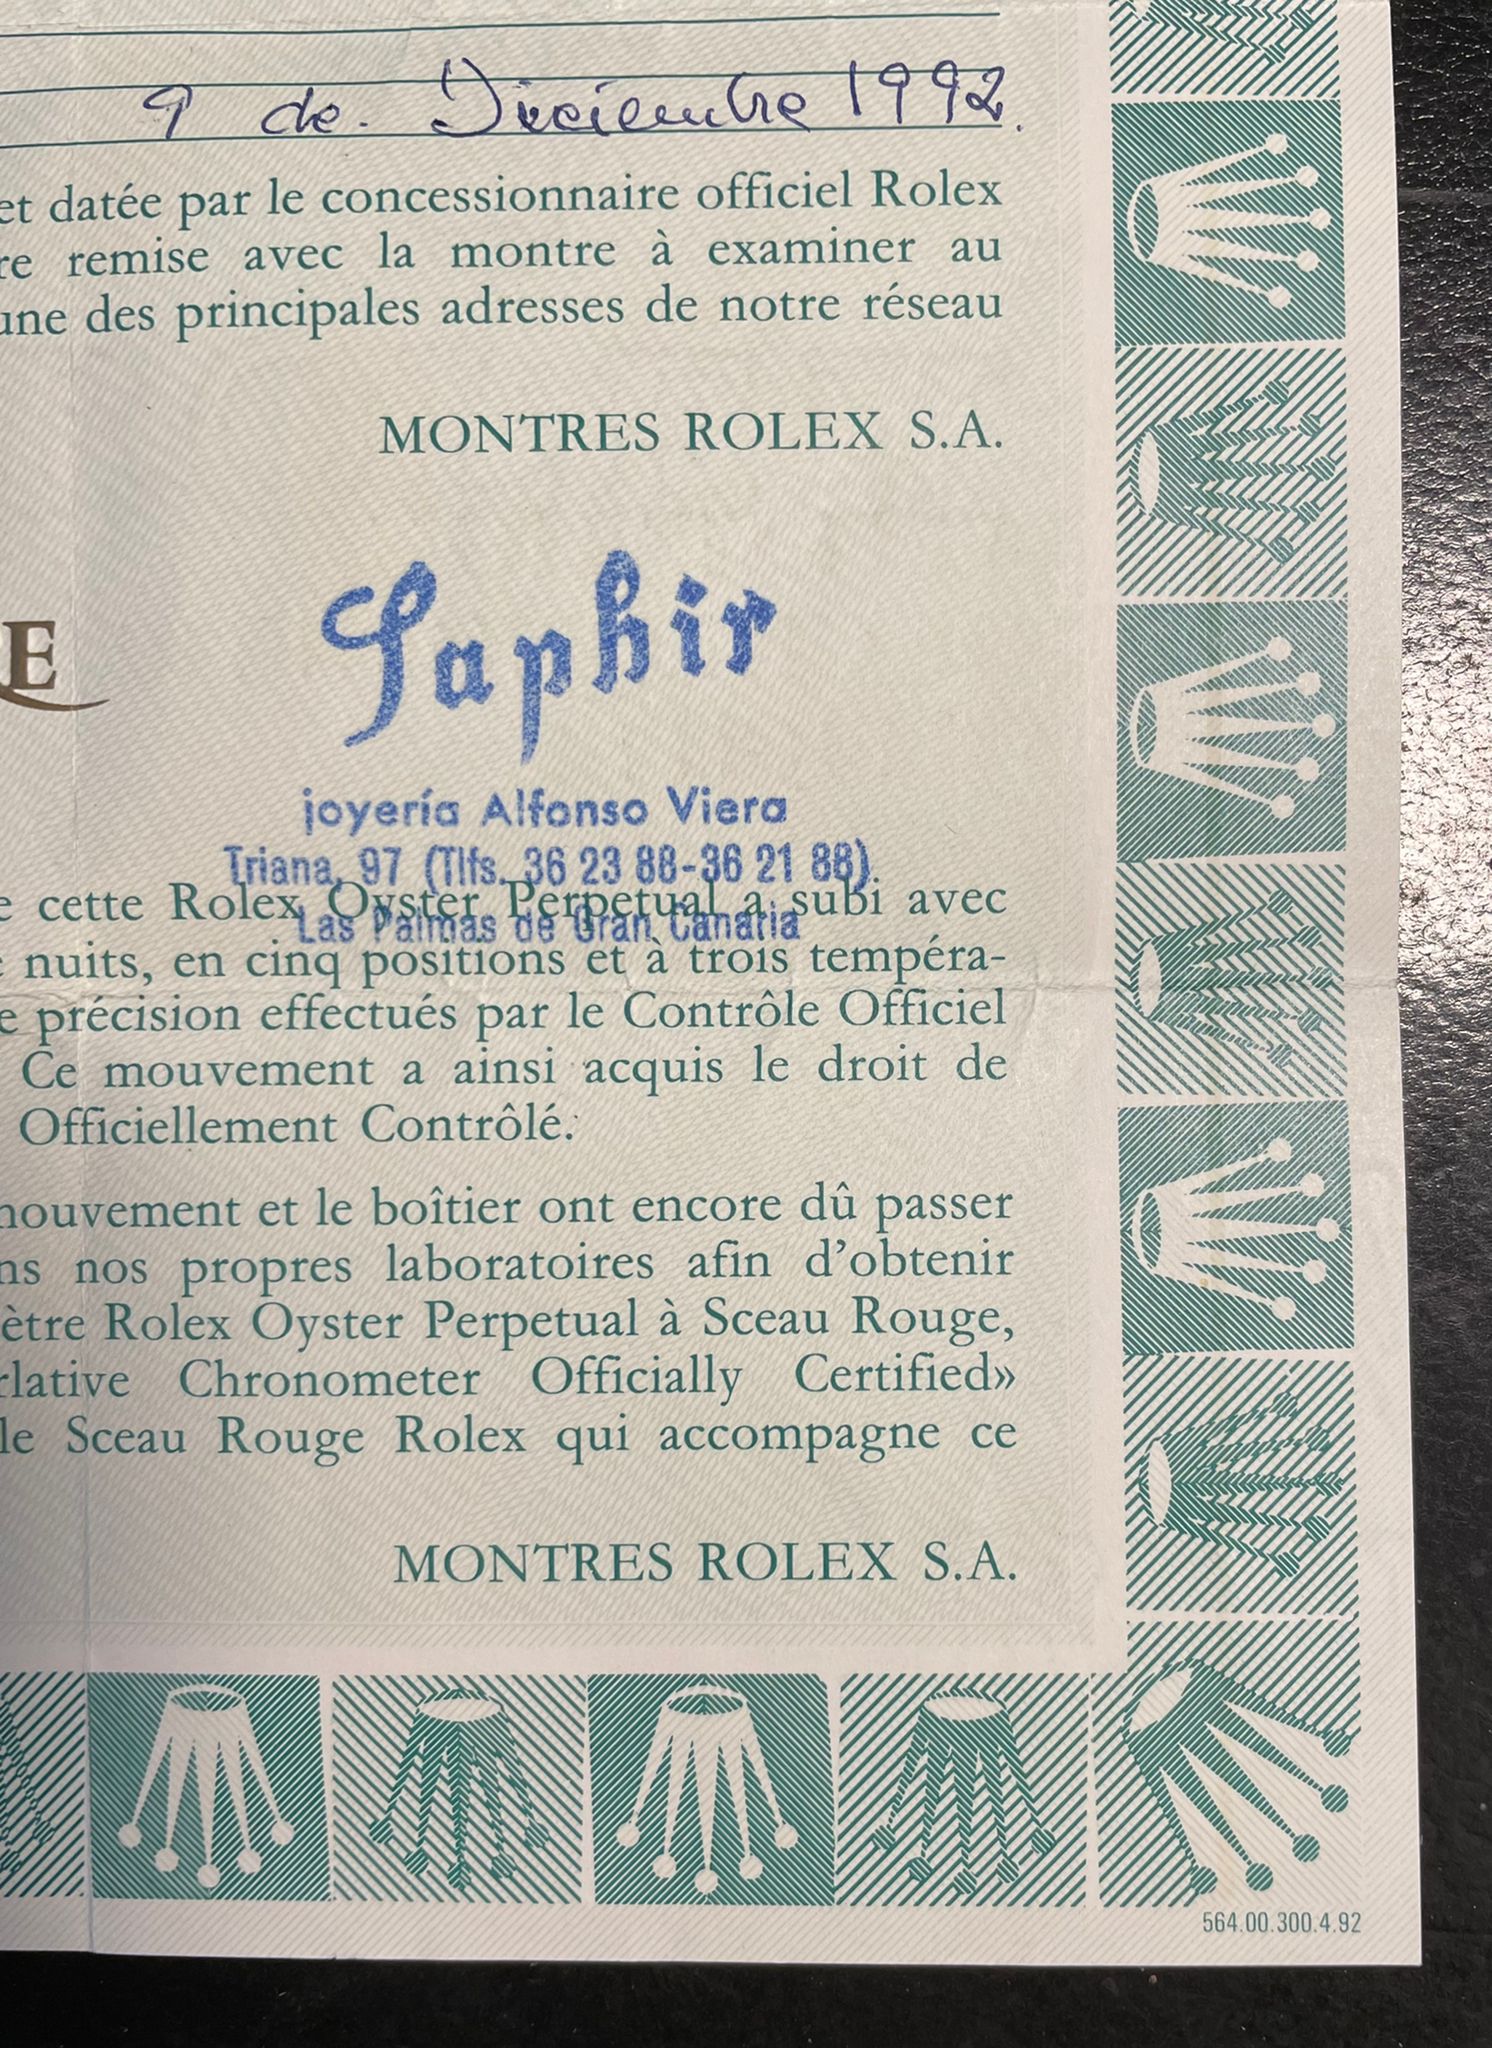 9 de Diciembre 1992.
et datée par le concessionnaire officiel Rolex
re remise avec la montre à examiner au
une des principales adresses de notre réseau
MONTRES ROLEX S.A.
Saphir
E
joyería Alfonso Viera
Triana, 97 (Tlfs. 36 23 88-36 21 88)
e cette Rolex Oyster Perpetual a subi avec
Las Palmas de Gran Canaria
nuits, en cinq positions et à trois tempéra-
e précision effectués par le Contrôle Officiel
Ce mouvement a ainsi acquis le droit de
Officiellement Contrôlé.
mouvement et le boîtier ont encore dû passer
ns nos propres laboratoires afin d'obtenir
ètre Rolex Oyster Perpetual à Sceau Rouge,
rlative Chronometer Officially Certified»
le Sceau Rouge Rolex qui accompagne ce
MONTRES ROLEX S.A.
564.00.300.4.92